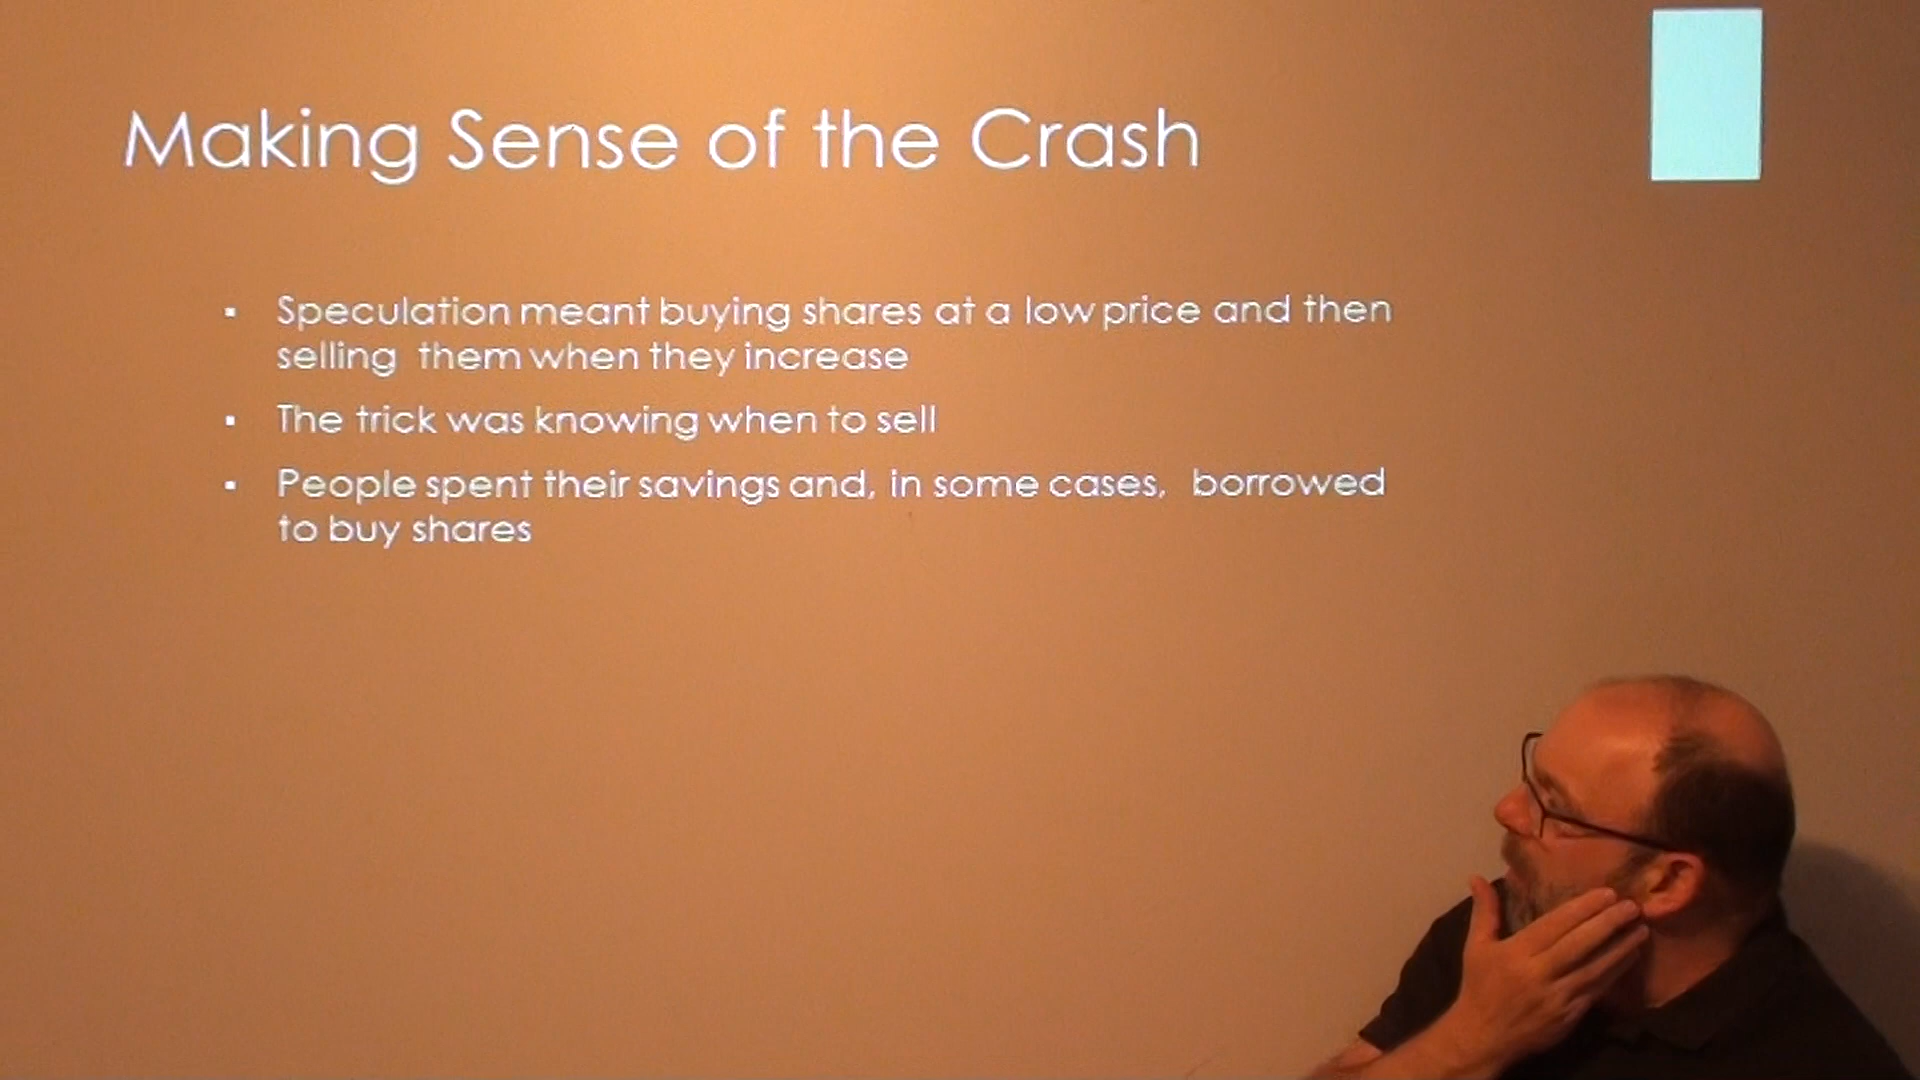 Making Sense of the Crash
▪ Speculation meant buying shares at a low price and then
selling them when they increase
▪ The trick was knowing when to sell
▪ People spent their savings and, in some cases, borrowed
to buy shares